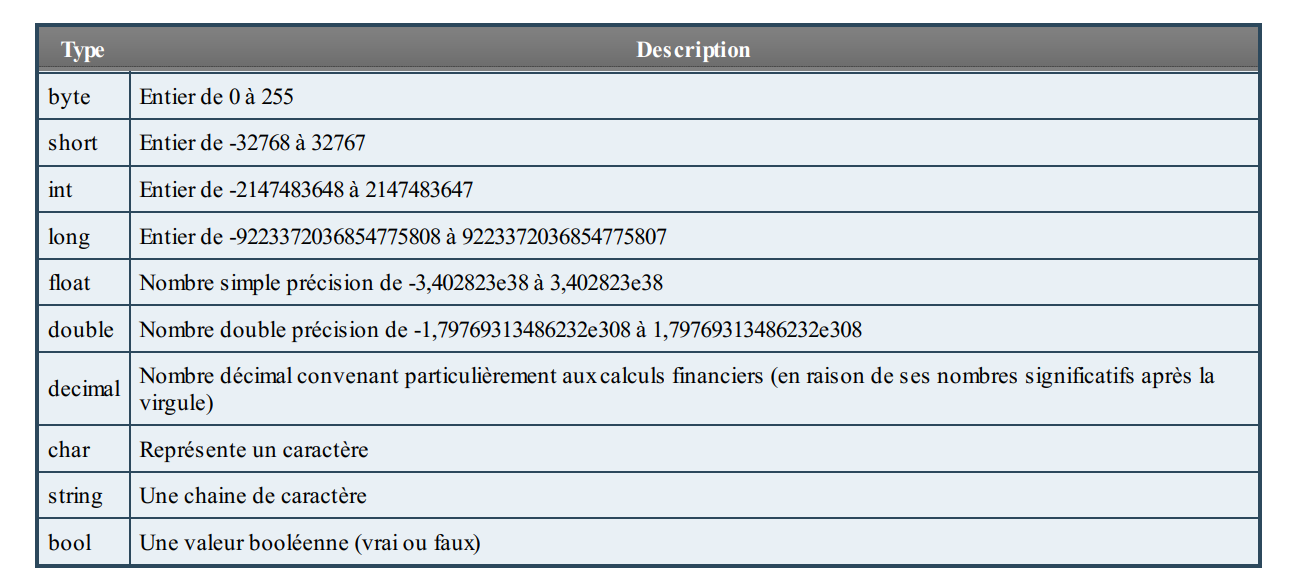 Type Description
byte Entier de 0 à 255
short Entier de -32768 à 32767
int Entier de -2147483648 à 2147483647
long Entier de -9223372036854775808 à 9223372036854775807
float Nombre simple précision de -3,402823e38 à 3,402823e38
double Nombre double précision de -1,79769313486232e308 à 1,79769313486232e308
decimal Nombre décimal convenant particulièrement aux calculs financiers (en raison de ses nombres significatifs après la
virgule)
char Représente un caractère
string Une chaine de caractère
bool Une valeur booléenne (vrai ou faux)